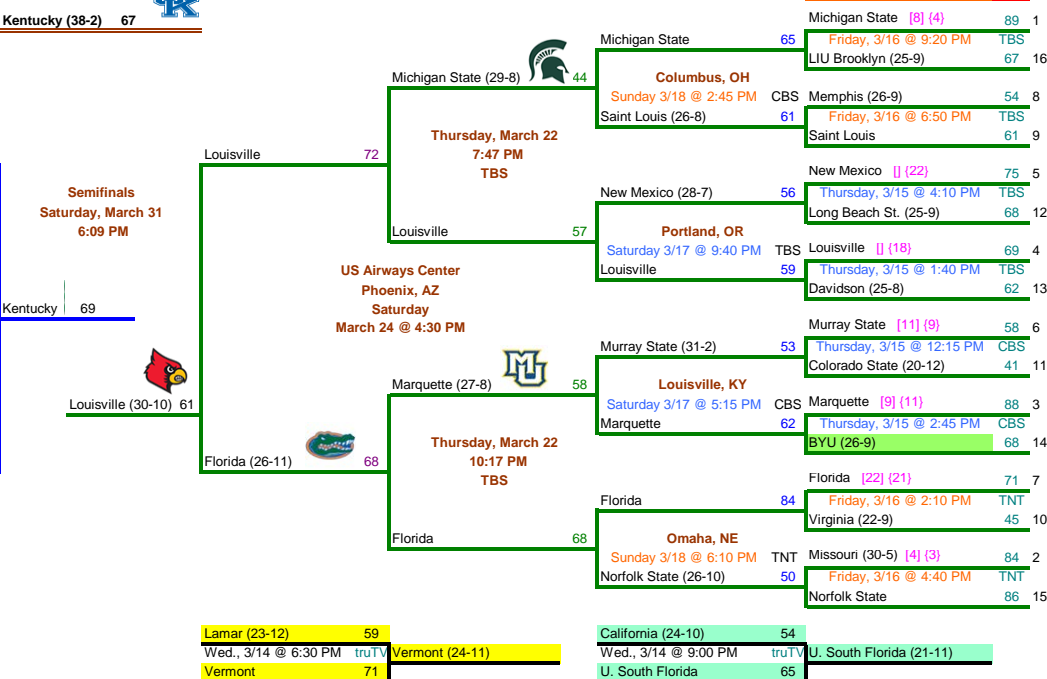 Kentucky (38-2) 67
Semifinals
Saturday, March 31
6:09 PM
Kentucky 69
Louisville (30-10) 61
Louisville 72
US Airways Center
Phoenix, AZ
Saturday
March 24 @ 4:30 PM
Florida (26-11) 68
Michigan State (29-8) 44
Thursday, March 22
7:47 PM
TBS
Louisville 57
Marquette (27-8) MU 58
Thursday, March 22
10:17 PM
TBS
Florida 68
Michigan State 65
Columbus, OH
Sunday 3/18 @ 2:45 PM CBS
Saint Louis (26-8) 61
New Mexico (28-7) 56
Portland, OR
Saturday 3/17 @ 9:40 PM TBS
Louisville 59
Murray State (31-2) 53
Louisville, KY
Saturday 3/17 @ 5:15 PM CBS
Marquette 62
Florida 84
Omaha, NE
Sunday 3/18 @ 6:10 PM TNT
Norfolk State (26-10) 50
Michigan State [8] {4} 89 1
Friday, 3/16 @ 9:20 PM TBS
LIU Brooklyn (25-9) 67 16
Memphis (26-9) 54 8
Friday, 3/16 @ 6:50 PM TBS
Saint Louis 61 9
New Mexico [] {22} 75 5
Thursday, 3/15 @ 4:10 PM TBS
Long Beach St. (25-9) 68 12
Louisville [] {18} 69 4
Thursday, 3/15 @ 1:40 PM TBS
Davidson (25-8) 62 13
Murray State [11] {9} 58 6
Thursday, 3/15 @ 12:15 PM CBS
Colorado State (20-12) 41 11
Marquette [9] {11} 88 3
Thursday, 3/15 @ 2:45 PM CBS
BYU (26-9) 68 14
Florida [22] {21} 71 7
Friday, 3/16 @ 2:10 PM TNT
Virginia (22-9) 45 10
Missouri (30-5) [4] {3} 84 2
Friday, 3/16 @ 4:40 PM TNT
Norfolk State 86 15
Lamar (23-12) 59
Wed., 3/14 @ 6:30 PM truTV
Vermont 71
Vermont (24-11)
California (24-10) 54
Wed., 3/14 @ 9:00 PM truTV
U. South Florida 65
U. South Florida (21-11)